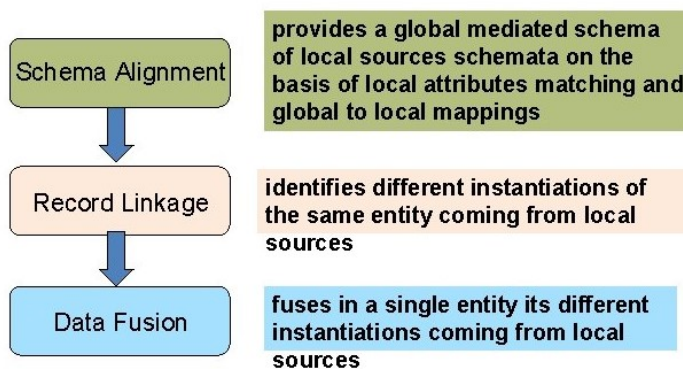 Schema Alignment
provides a global mediated schema
of local sources schemata on the
basis of local attributes matching and
global to local mappings
Record Linkage
identifies different instantiations of
the same entity coming from local
sources
Data Fusion
fuses in a single entity its different
instantiations coming from local
sources